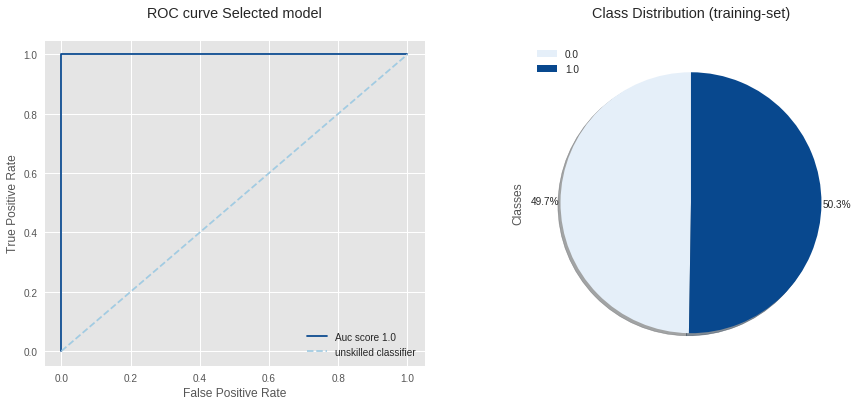 ROC curve Selected model
1.0
0.8
0.6
0.4
0.2
0.0
True Positive Rate
0.0 0.2 0.4 0.6 0.8 1.0
False Positive Rate
Auc score 1.0
unskilled classifier
Class Distribution (training-set)
0.0
1.0
Classes
49.7%
50.3%